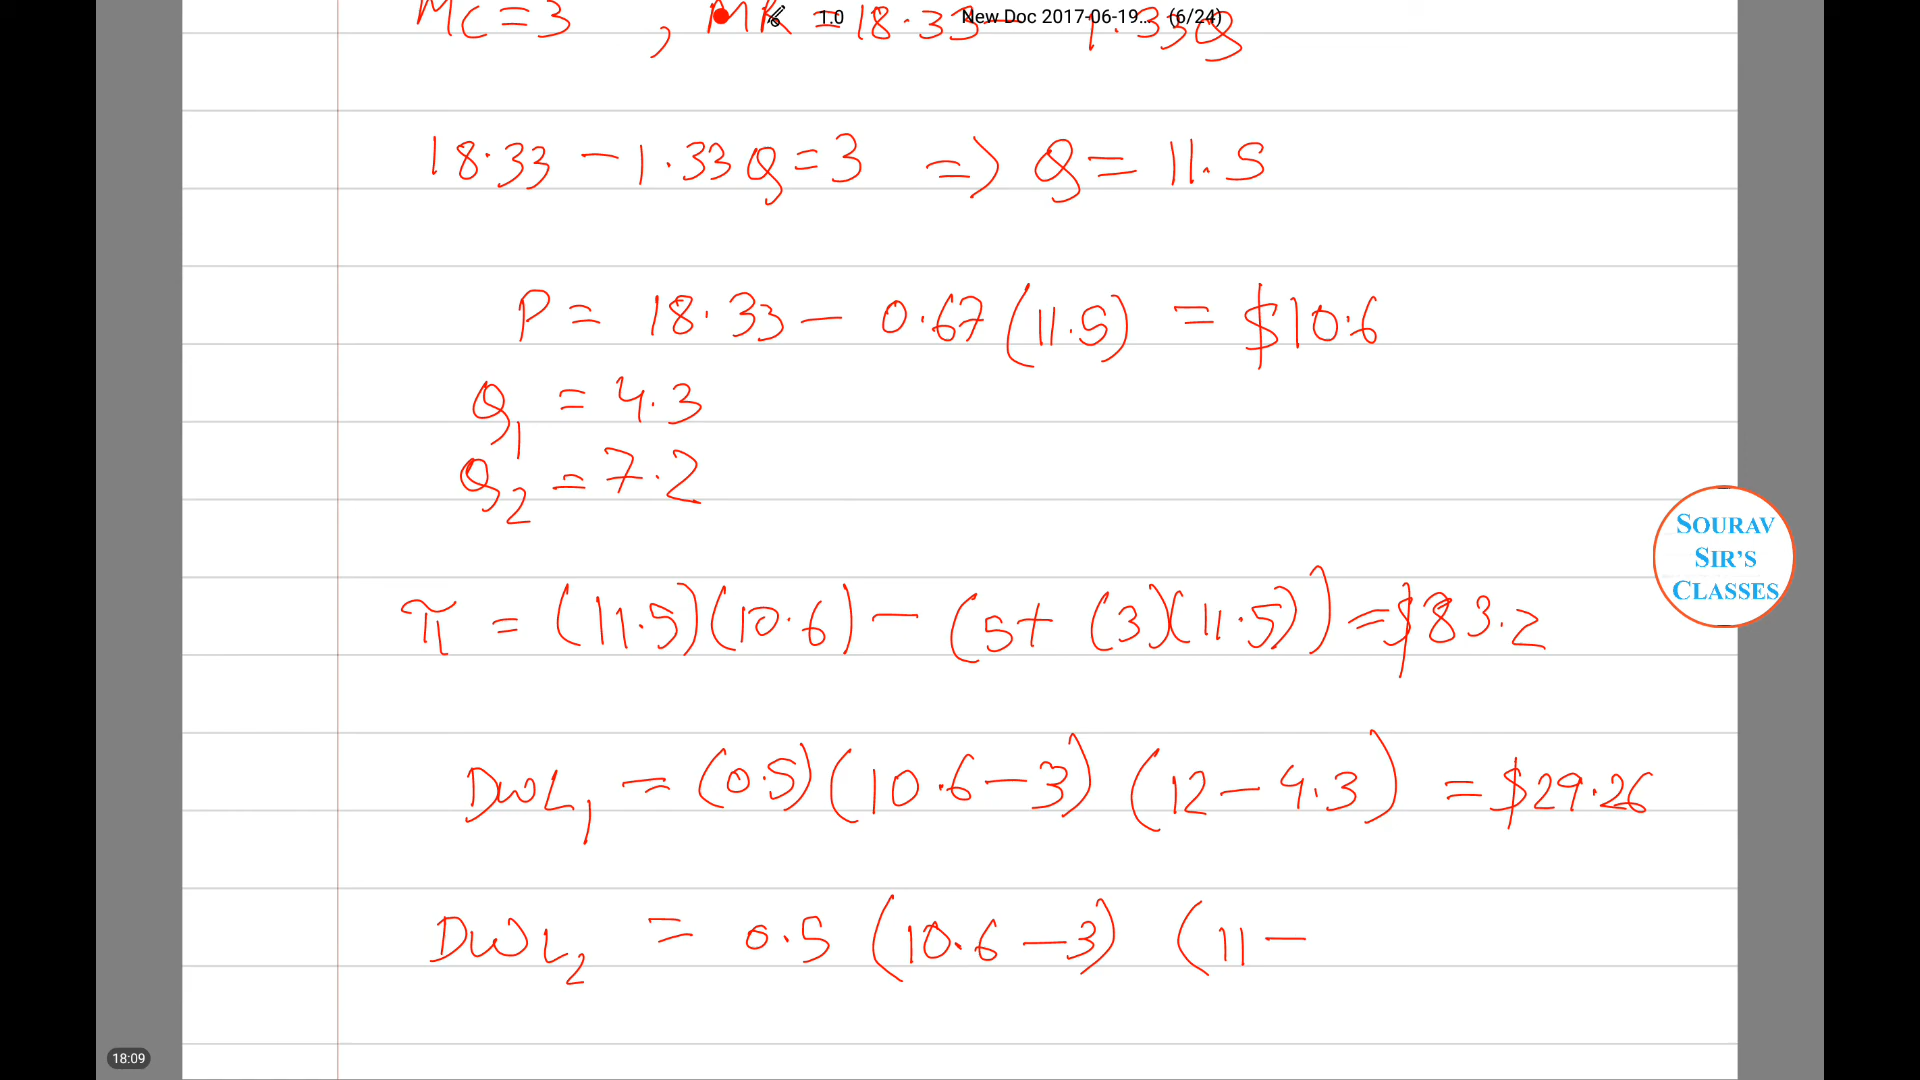 1.0 New Doc 2017-06-19... (6/24)
MC = 3 , MR = 18.33 - 1.33Q
18.33 - 1.33Q = 3 => Q = 11.5
P = 18.33 - 0.67 (11.5) = $10.6
Q1 = 4.3
Q2 = 7.2
SOURAV
SIR'S
CLASSES
π = (11.5)(10.6) - (5 + (3)(11.5)) = $83.2
DWL1 = (0.5)(10.6 - 3) (12 - 4.3) = $29.26
DWL2 = 0.5 (10.6 - 3) (11 -
18:09